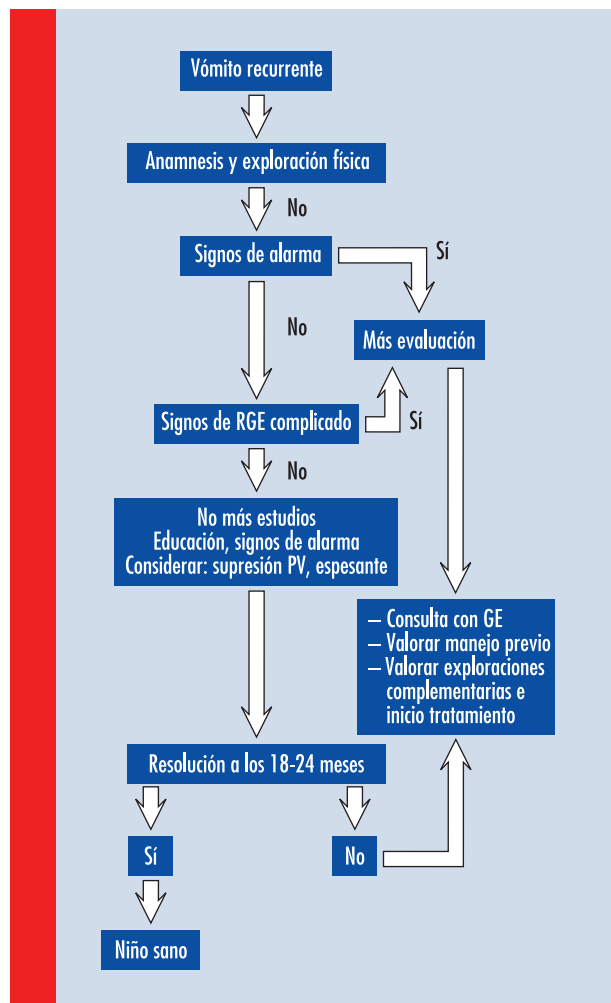 Vómito recurrente
Anamnesis y exploración física
No
Signos de alarma
Sí
No
Más evaluación
Signos de RGE complicado
Sí
No
No más estudios
Educación, signos de alarma
Considerar: supresión PV, espesante
– Consulta con GE
– Valorar manejo previo
– Valorar exploraciones
complementarias e
inicio tratamiento
Resolución a los 18-24 meses
Sí
No
Niño sano